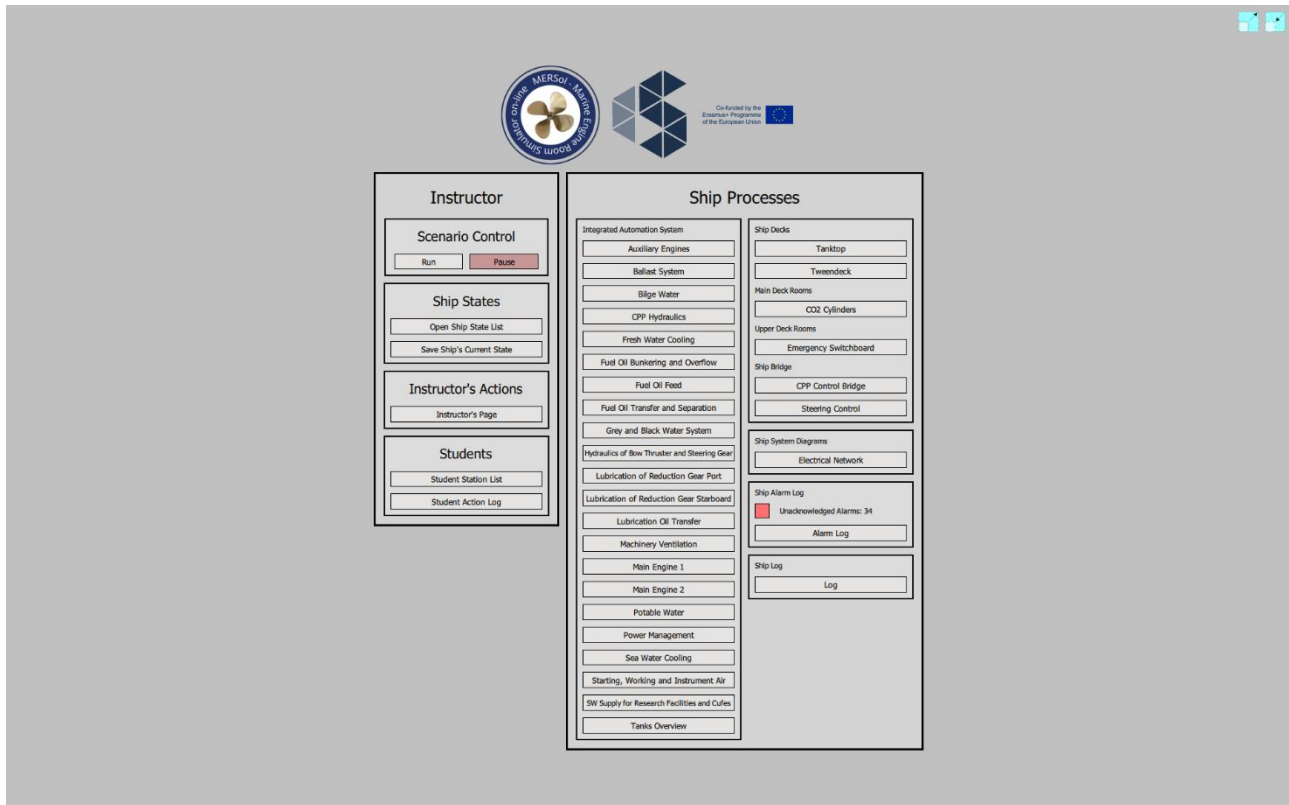 MERSol - Marine Engine Room Simulator on-line
Co-funded by the
Erasmus+ Programme
of the European Union
Instructor
Scenario Control
Run
Pause
Ship States
Open Ship State List
Save Ship's Current State
Instructor's Actions
Instructor's Page
Students
Student Station List
Student Action Log
Ship Processes
Integrated Automation System
Auxiliary Engines
Ballast System
Bilge Water
CPP Hydraulics
Fresh Water Cooling
Fuel Oil Bunkering and Overflow
Fuel Oil Feed
Fuel Oil Transfer and Separation
Grey and Black Water System
Hydraulics of Bow Thruster and Steering Gear
Lubrication of Reduction Gear Port
Lubrication of Reduction Gear Starboard
Lubrication Oil Transfer
Machinery Ventilation
Main Engine 1
Main Engine 2
Potable Water
Power Management
Sea Water Cooling
Starting, Working and Instrument Air
SW Supply for Research Facilities and Cufes
Tanks Overview
Ship Decks
Tanktop
Tweendeck
Main Deck Rooms
CO2 Cylinders
Upper Deck Rooms
Emergency Switchboard
Ship Bridge
CPP Control Bridge
Steering Control
Ship System Diagrams
Electrical Network
Ship Alarm Log
Unacknowledged Alarms: 34
Alarm Log
Ship Log
Log